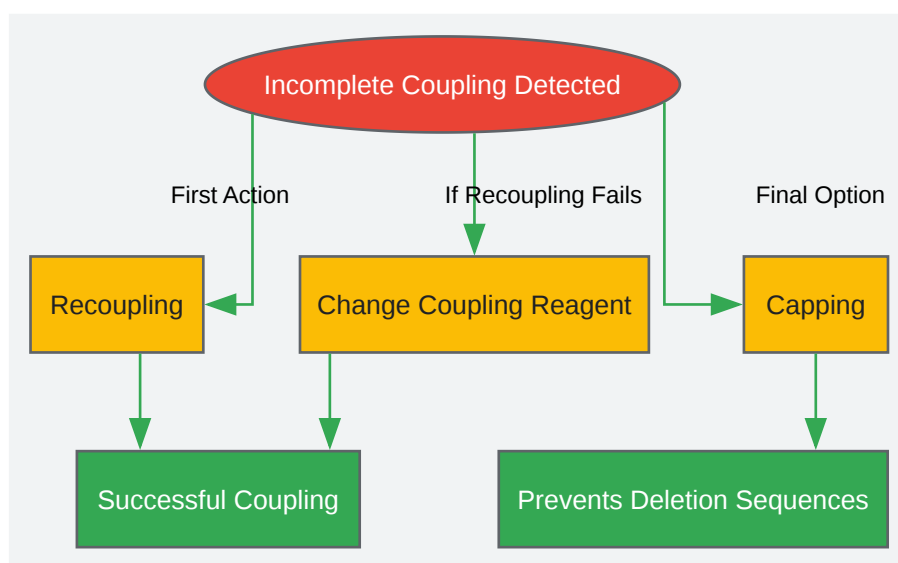 Incomplete Coupling Detected
First Action
If Recoupling Fails
Final Option
Recoupling
Change Coupling Reagent
Capping
Successful Coupling
Prevents Deletion Sequences